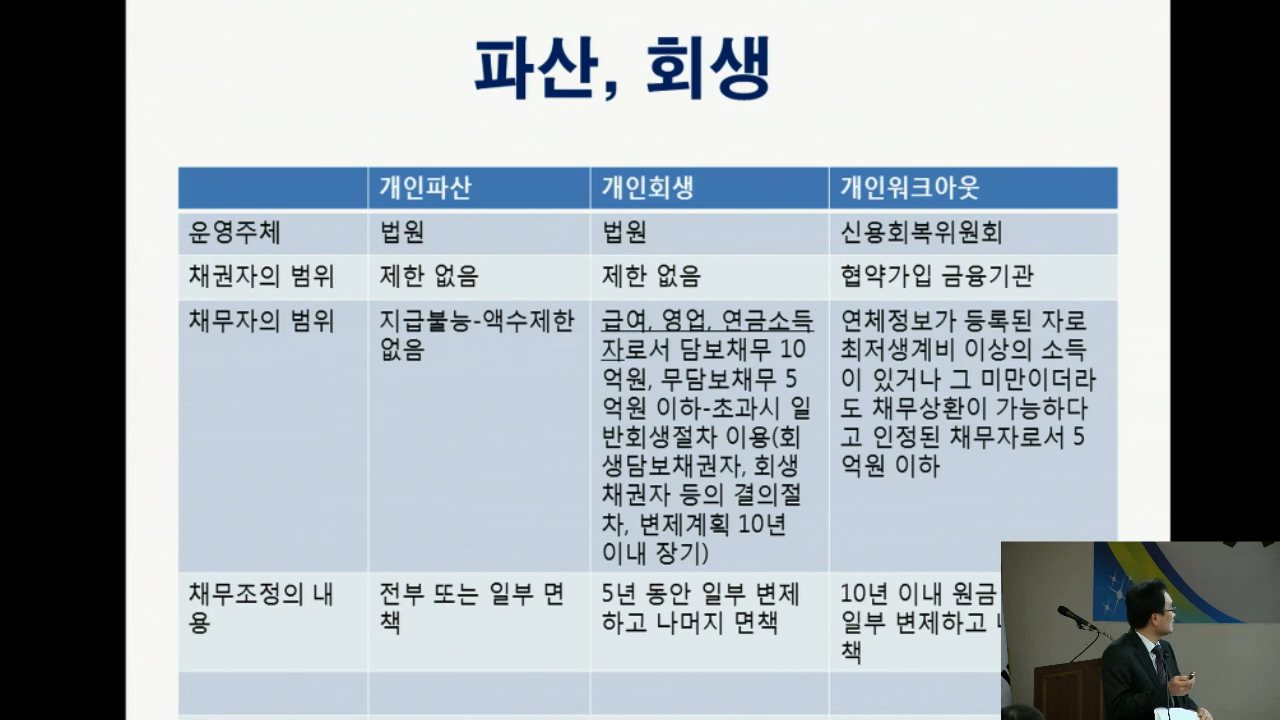 파산, 회생
개인파산 개인회생 개인워크아웃
운영주체 법원 법원 신용회복위원회
채권자의 범위 제한 없음 제한 없음 협약가입 금융기관
채무자의 범위
지급불능-액수제한
없음
급여, 영업, 연금소득
자로서 담보채무 10
억원, 무담보채무 5
억원 이하-초과시 일
반회생절차 이용(회
생담보채권자, 회생
채권자 등의 결의절
차, 변제계획 10년
이내 장기)
연체정보가 등록된 자로
최저생계비 이상의 소득
이 있거나 그 미만이더라
도 채무상환이 가능하다
고 인정된 채무자로서 5
억원 이하
채무조정의 내
용
전부 또는 일부 면
책
5년 동안 일부 변제
하고 나머지 면책
10년 이내 원금
일부 변제하고
책